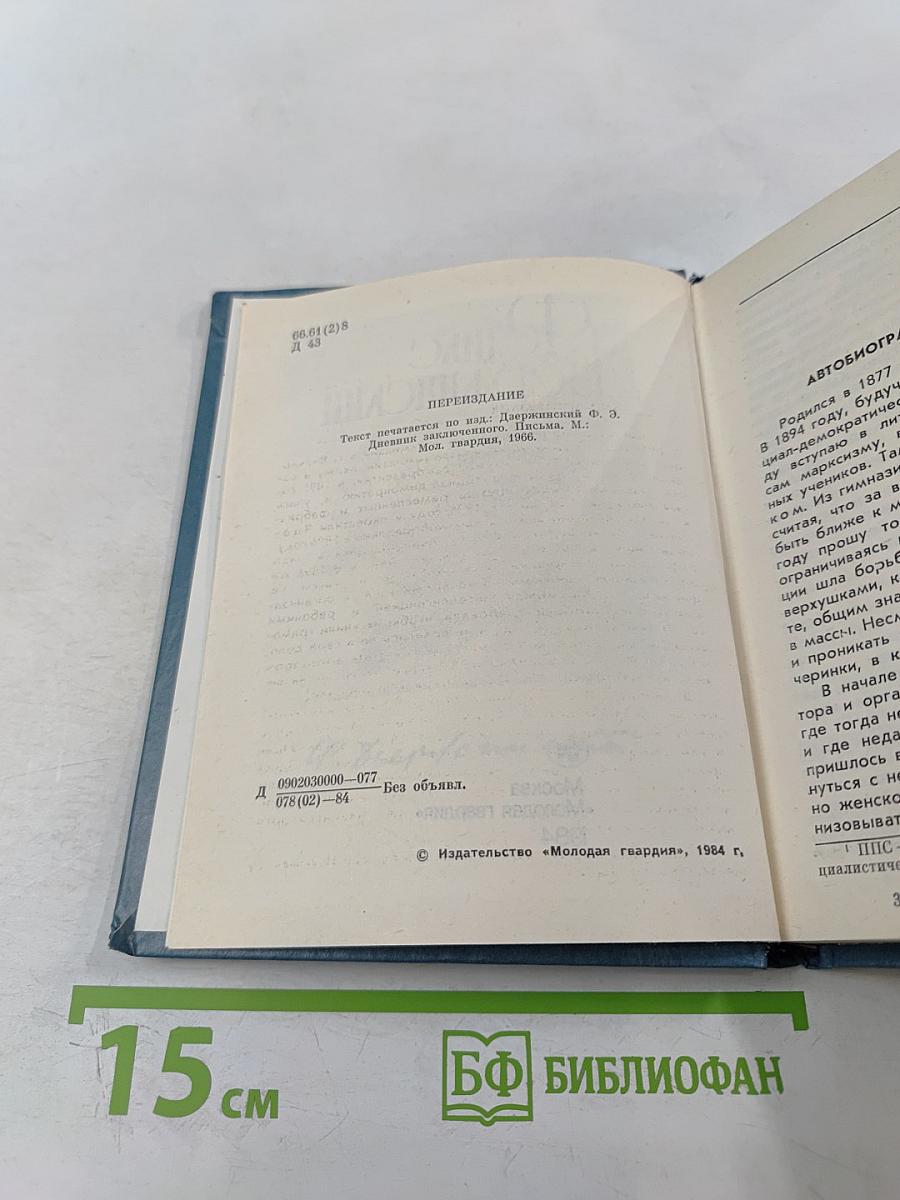 66.61(2)8
Д 43
ПЕРЕИЗДАНИЕ
Текст печатается по изд.: Дзержинский Ф. Э.
Дневник заключенного. Письма. М.:
Мол. гвардия, 1966.
Д 0902030000—077
078(02)—84
Без объявл.
© Издательство «Молодая гвардия», 1984 г.
Родился в 1877
В 1894 году, будуч
циал-демократичес
ду вступаю в
сам марксизму, в
ных учеников.
ком. Из гимнази
считая, что за в
быть ближе к м
году прошу то
ограничиваясь
ции шла борьб
верхушками, к
те, общим зна
в массы. Несм
и проникать
черинки, в к
В начале
тора и орга
где тогда не
и где неда
пришлось в
нуться с не
но женско
низовыват
¹ ППС –
циалистиче
3
15 см
БФ БИБЛИОФАН